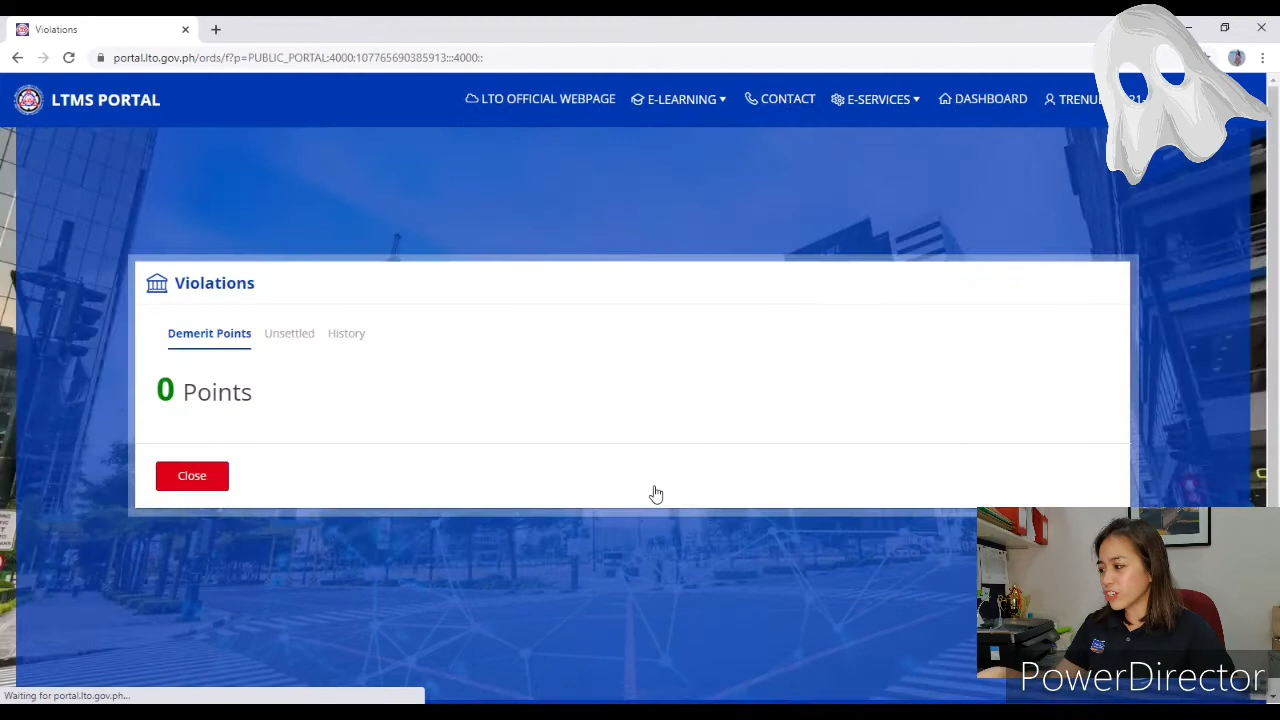 Violations
portal.lto.gov.ph/ords/f?p=PUBLIC_PORTAL:4000:107765690385913:::4000::
LTMS PORTAL
LTO OFFICIAL WEBPAGE
E-LEARNING
CONTACT
E-SERVICES
DASHBOARD
Violations
Demerit Points
Unsettled
History
0 Points
Close
Waiting for portal.lto.gov.ph...
PowerDirector